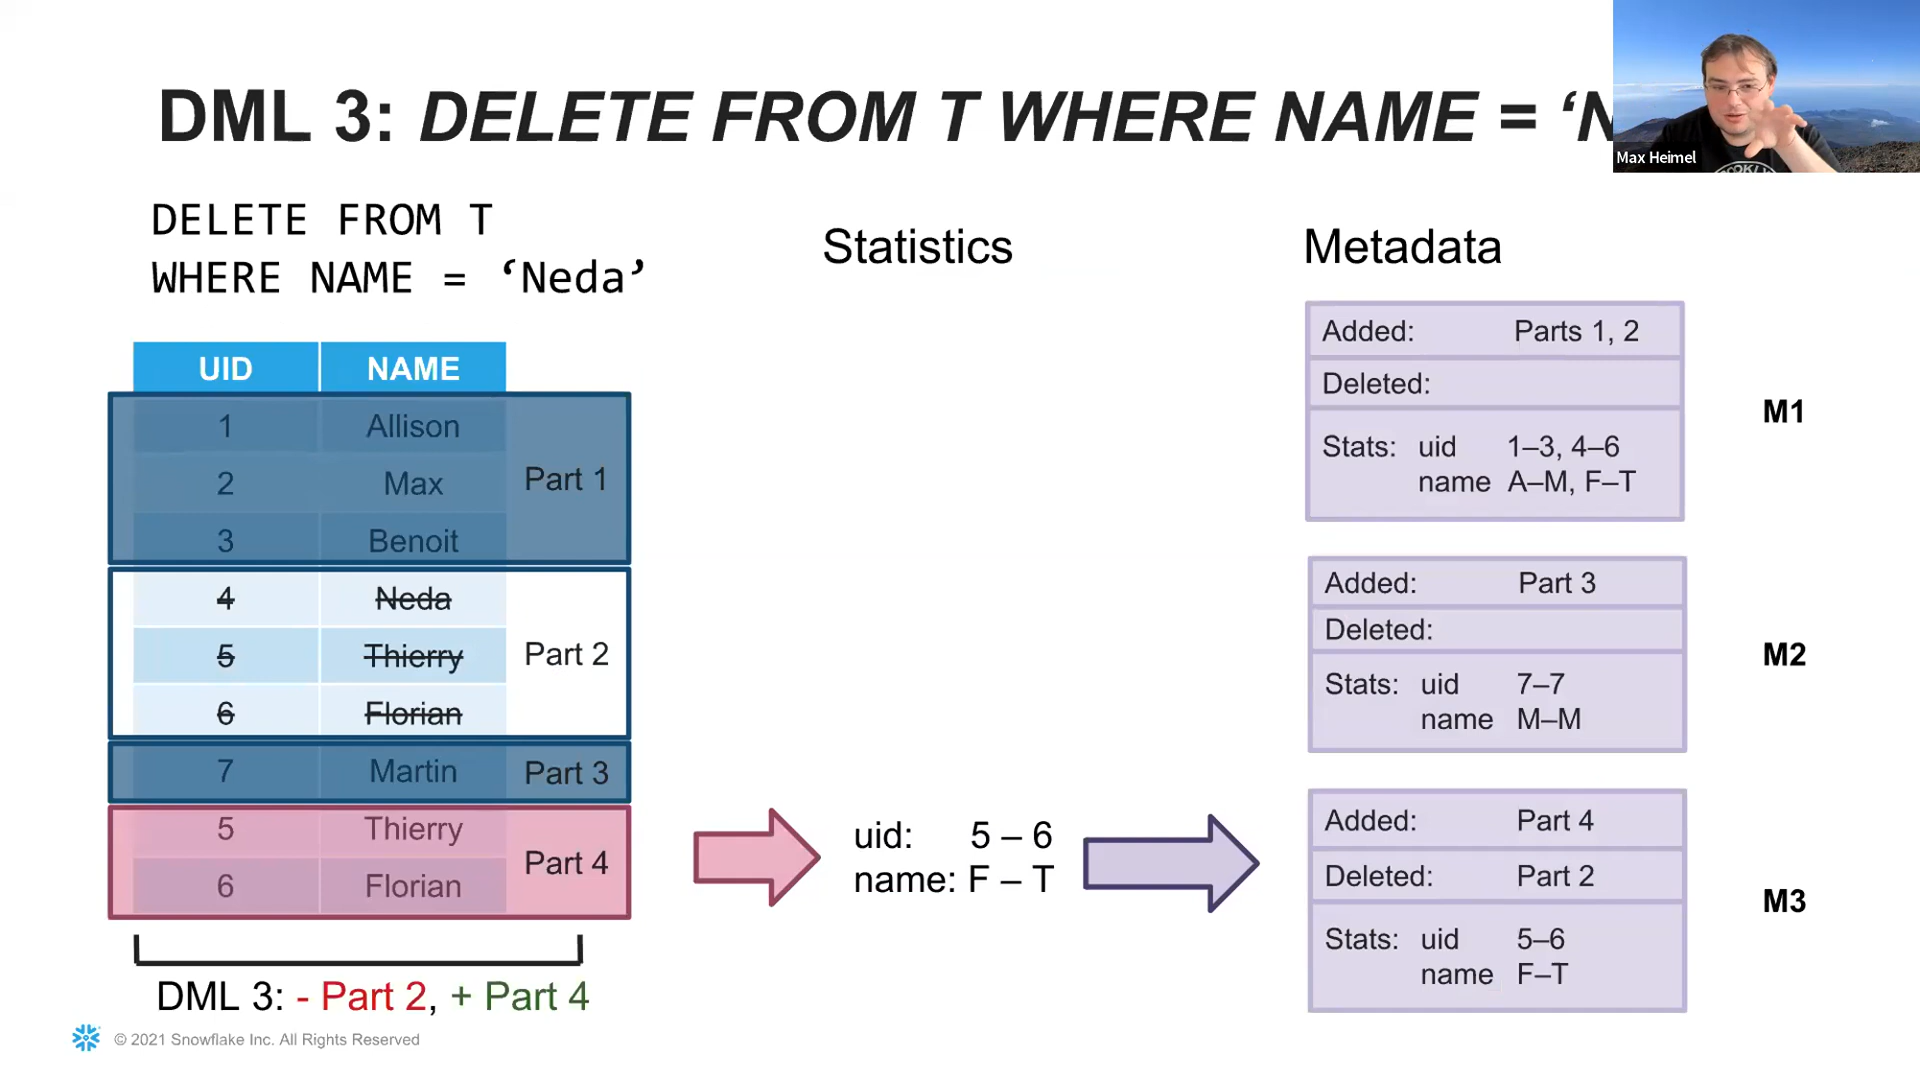 DML 3: DELETE FROM T WHERE NAME = ‘N
Max Heimel
DELETE FROM T
WHERE NAME = ‘Neda’
Statistics
Metadata
UID NAME
1 Allison
2 Max
3 Benoit
Part 1
4 Neda
5 Thierry
6 Florian
Part 2
7 Martin Part 3
5 Thierry
6 Florian
Part 4
DML 3: - Part 2, + Part 4
uid: 5 – 6
name: F – T
Added: Parts 1, 2
Deleted:
Stats: uid 1–3, 4–6
name A–M, F–T
M1
Added: Part 3
Deleted:
Stats: uid 7–7
name M–M
M2
Added: Part 4
Deleted: Part 2
Stats: uid 5–6
name F–T
M3
© 2021 Snowflake Inc. All Rights Reserved